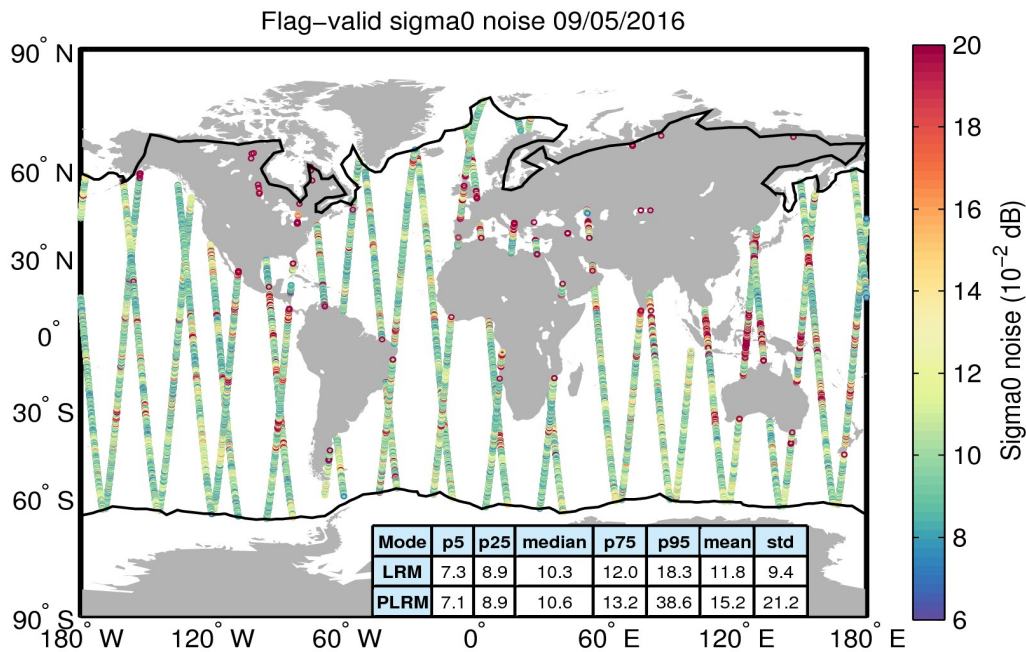 Flag−valid sigma0 noise 09/05/2016
90° N
60° N
30° N
0°
30° S
60° S
90° S
180° W 120° W 60° W 0° 60° E 120° E 180° E
Mode p5 p25 median p75 p95 mean std
LRM 7.3 8.9 10.3 12.0 18.3 11.8 9.4
PLRM 7.1 8.9 10.6 13.2 38.6 15.2 21.2
20
18
16
14
12
10
8
6
Sigma0 noise (10⁻² dB)